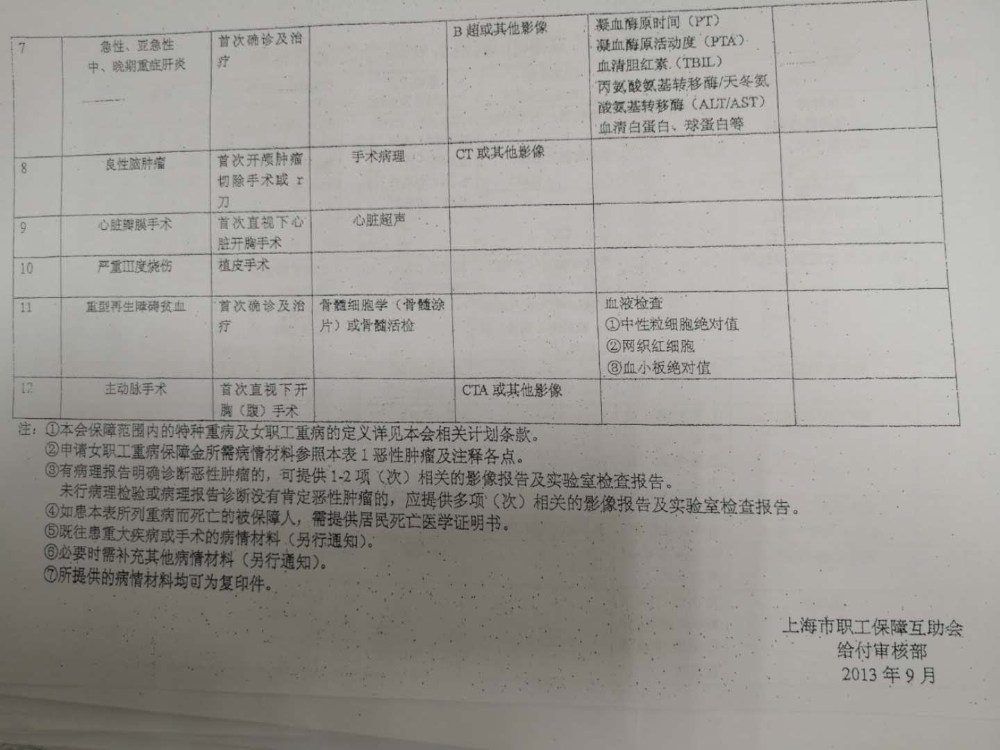 7
急性、亚急性
中、晚期重症肝炎
首次确诊及治
疗
B 超或其他影像
凝血酶原时间（PT）
凝血酶原活动度（PTA）
血清胆红素（TBIL）
丙氨酸氨基转移酶/天冬氨
酸氨基转移酶（ALT/AST）
血清白蛋白、球蛋白等
8
良性脑肿瘤
首次开颅肿瘤
切除手术或 r
刀
手术病理
CT 或其他影像
9
心脏瓣膜手术
首次直视下心
脏开胸手术
心脏超声
10
严重III度烧伤
植皮手术
11
重型再生障碍贫血
首次确诊及治
疗
骨髓细胞学（骨髓涂
片）或骨髓活检
血液检查
①中性粒细胞绝对值
②网织红细胞
③血小板绝对值
12
主动脉手术
首次直视下开
胸（腹）手术
CTA 或其他影像
注：①本会保障范围内的特种重病及女职工重病的定义详见本会相关计划条款。
②申请女职工重病保障金所需病情材料参照本表 1 恶性肿瘤及注释各点。
③有病理报告明确诊断恶性肿瘤的，可提供 1-2 项（次）相关的影像报告及实验室检查报告。
未行病理检验或病理报告诊断没有肯定恶性肿瘤的，应提供多项（次）相关的影像报告及实验室检查报告。
④如患本表所列重病而死亡的被保障人，需提供居民死亡医学证明书。
⑤既往患重大疾病或手术的病情材料（另行通知）。
⑥必要时需补充其他病情材料（另行通知）。
⑦所提供的病情材料均可为复印件。
上海市职工保障互助会
给付审核部
2013 年 9 月